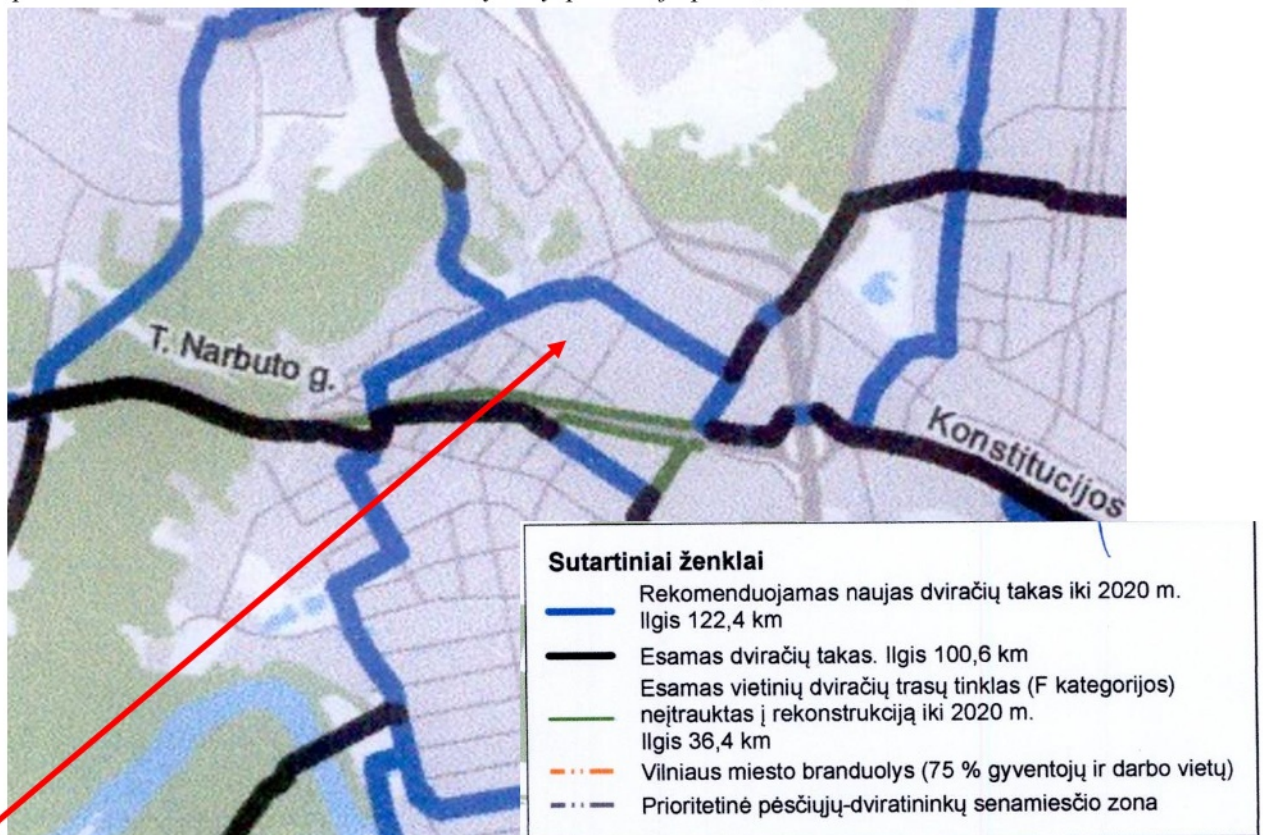 T. Narbuto g.
Konstitucijos
Sutartiniai ženklai
Rekomenduojamas naujas dviračių takas iki 2020 m.
Ilgis 122,4 km
Esamas dviračių takas. Ilgis 100,6 km
Esamas vietinių dviračių trasų tinklas (F kategorijos)
neįtrauktas į rekonstrukciją iki 2020 m.
Ilgis 36,4 km
Vilniaus miesto branduolys (75 % gyventojų ir darbo vietų)
Prioritetinė pėsčiųjų-dviratininkų senamiesčio zona